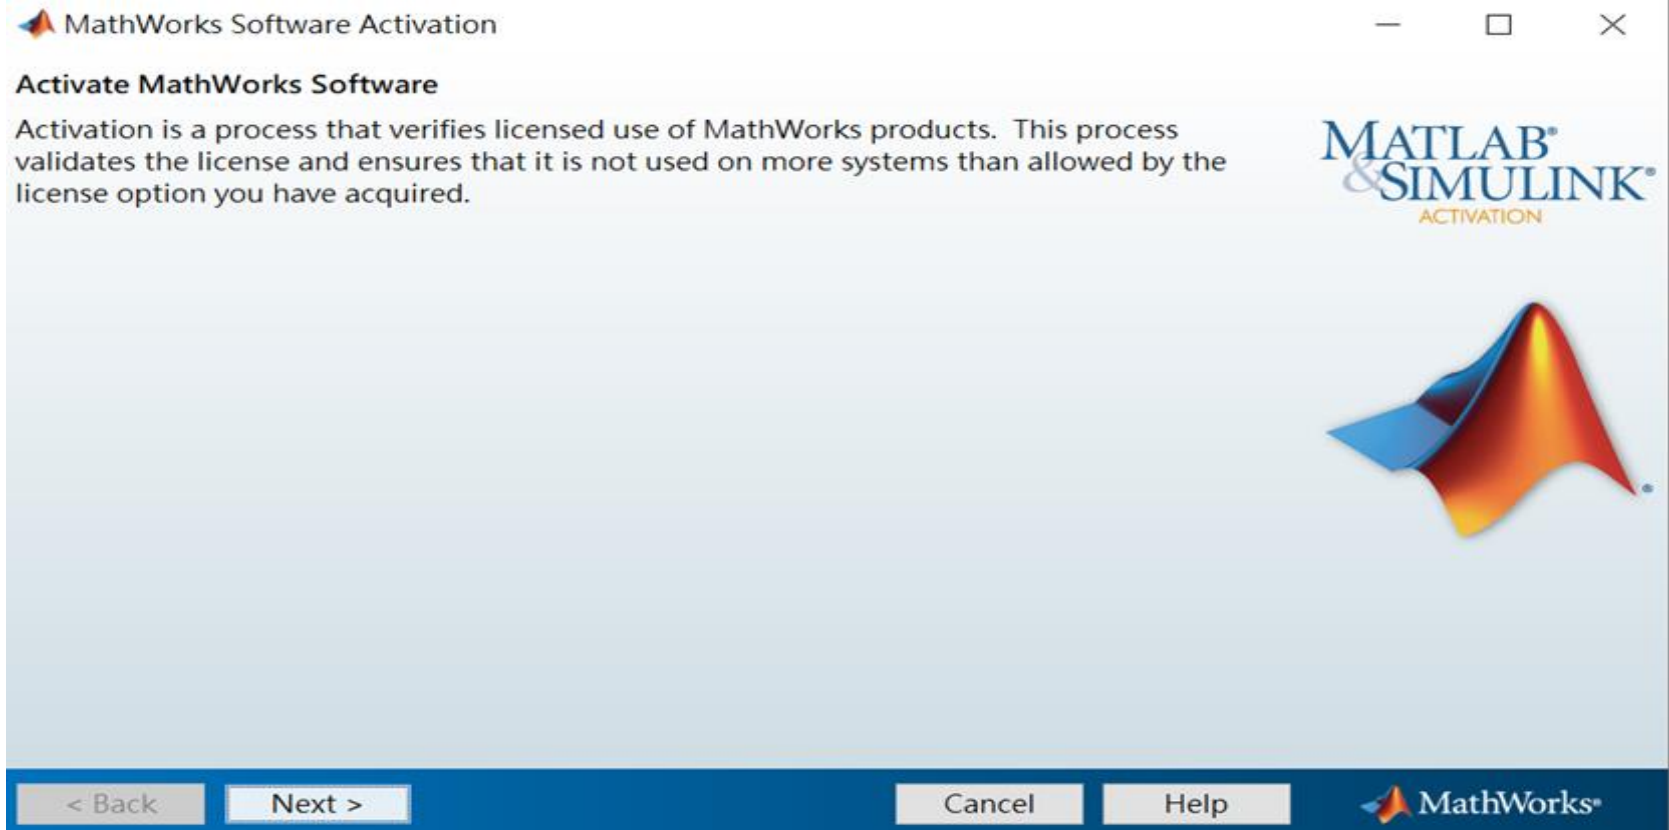 MathWorks Software Activation
Activate MathWorks Software
Activation is a process that verifies licensed use of MathWorks products.  This process
validates the license and ensures that it is not used on more systems than allowed by the
license option you have acquired.
MATLAB®
&SIMULINK®
ACTIVATION
®
< Back
Next >
Cancel
Help
MathWorks®